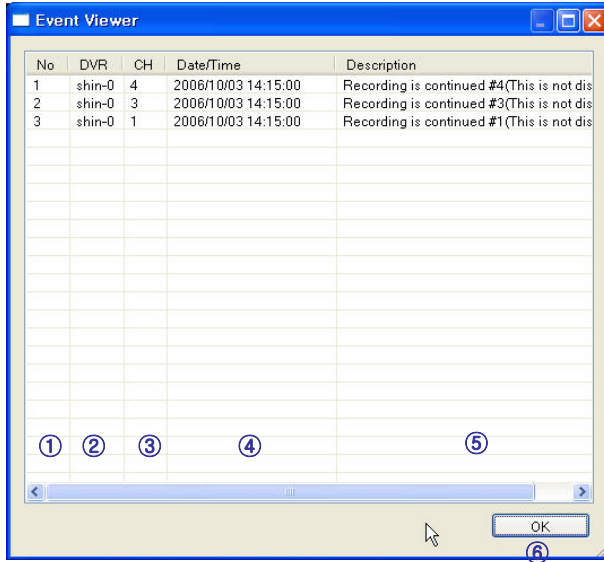 Event Viewer
No DVR CH Date/Time Description
1 shin-0 4 2006/10/03 14:15:00 Recording is continued #4(This is not dis
2 shin-0 3 2006/10/03 14:15:00 Recording is continued #3(This is not dis
3 shin-0 1 2006/10/03 14:15:00 Recording is continued #1(This is not dis
① ② ③ ④ ⑤
OK
⑥